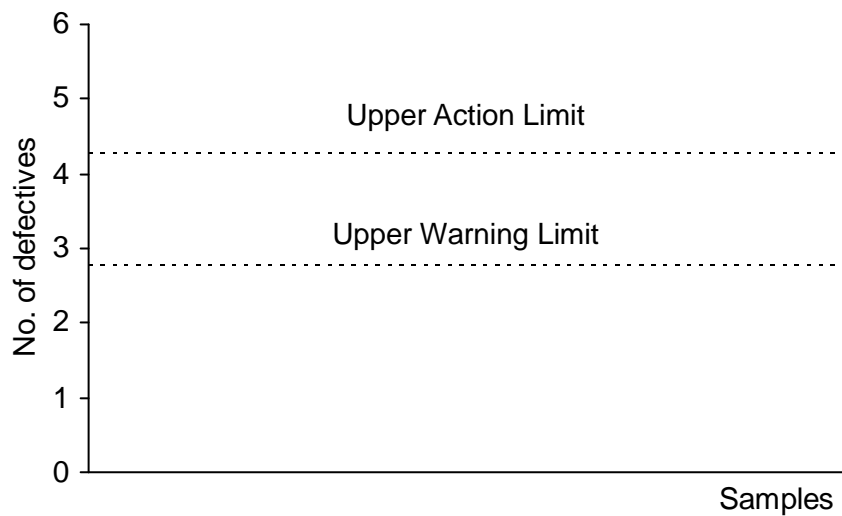 6
5
Upper Action Limit
4
Upper Warning Limit
3
2
1
0
No. of defectives
Samples